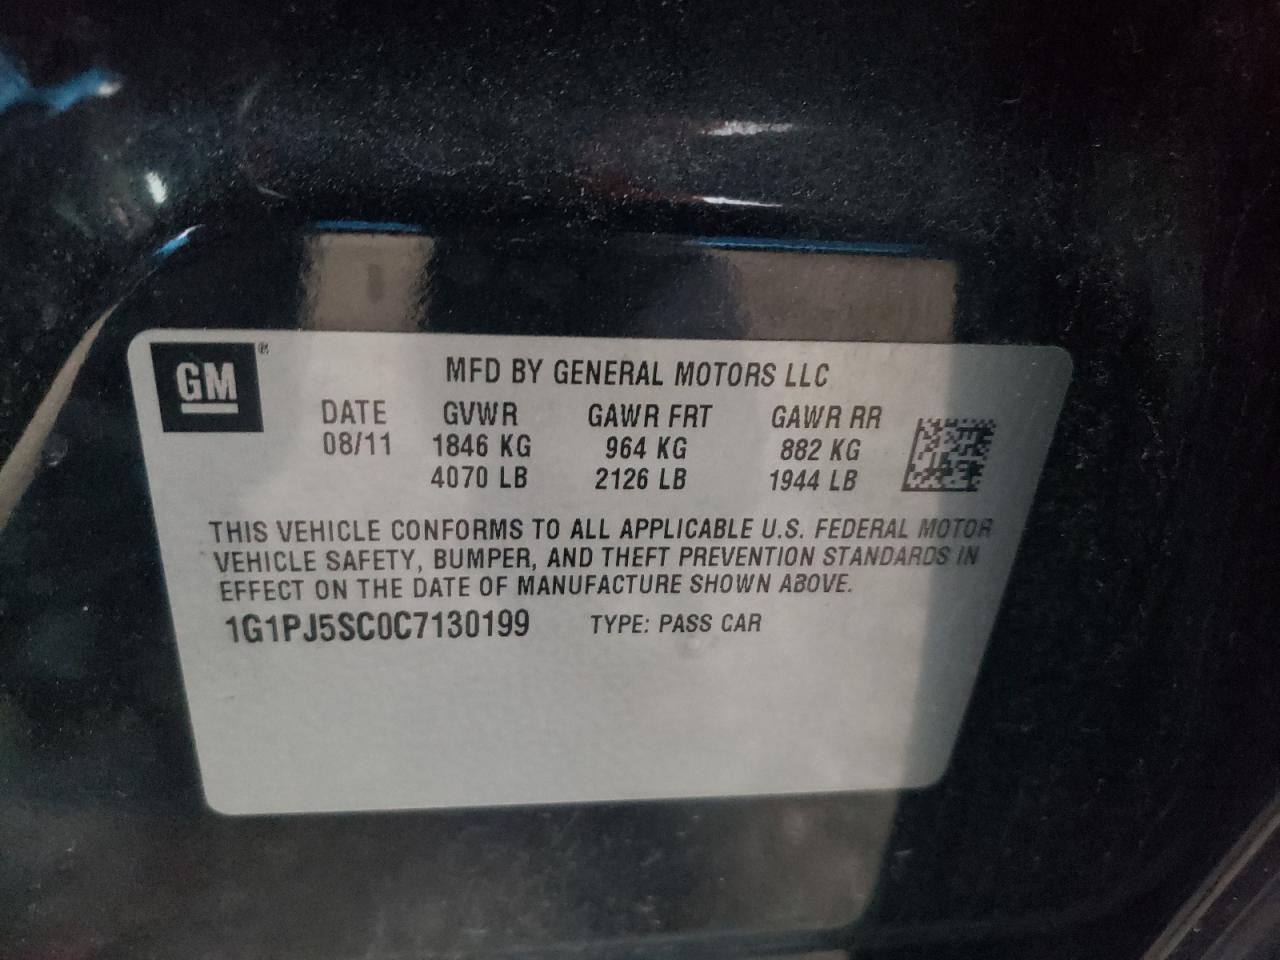 GM®
MFD BY GENERAL MOTORS LLC
DATE GVWR GAWR FRT GAWR RR
08/11 1846 KG 964 KG 882 KG
4070 LB 2126 LB 1944 LB
THIS VEHICLE CONFORMS TO ALL APPLICABLE U.S. FEDERAL MOTOR
VEHICLE SAFETY, BUMPER, AND THEFT PREVENTION STANDARDS IN
EFFECT ON THE DATE OF MANUFACTURE SHOWN ABOVE.
1G1PJ5SC0C7130199 TYPE: PASS CAR